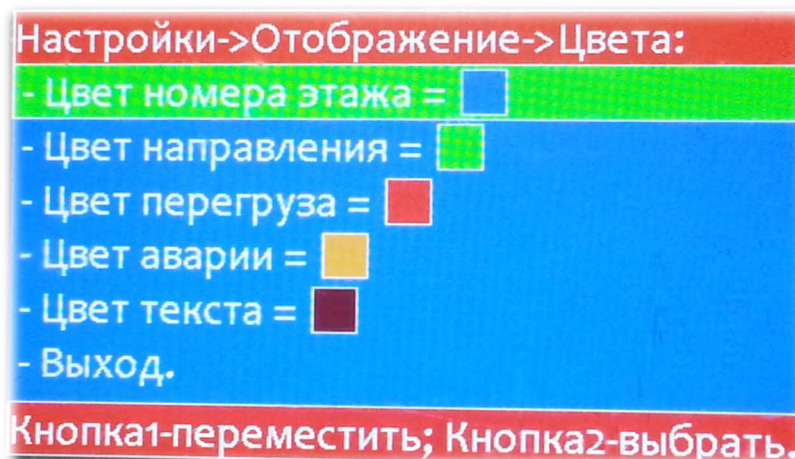 Настройки->Отображение->Цвета:
- Цвет номера этажа =
- Цвет направления =
- Цвет перегруза =
- Цвет аварии =
- Цвет текста =
- Выход.
Кнопка1-переместить; Кнопка2-выбрать.